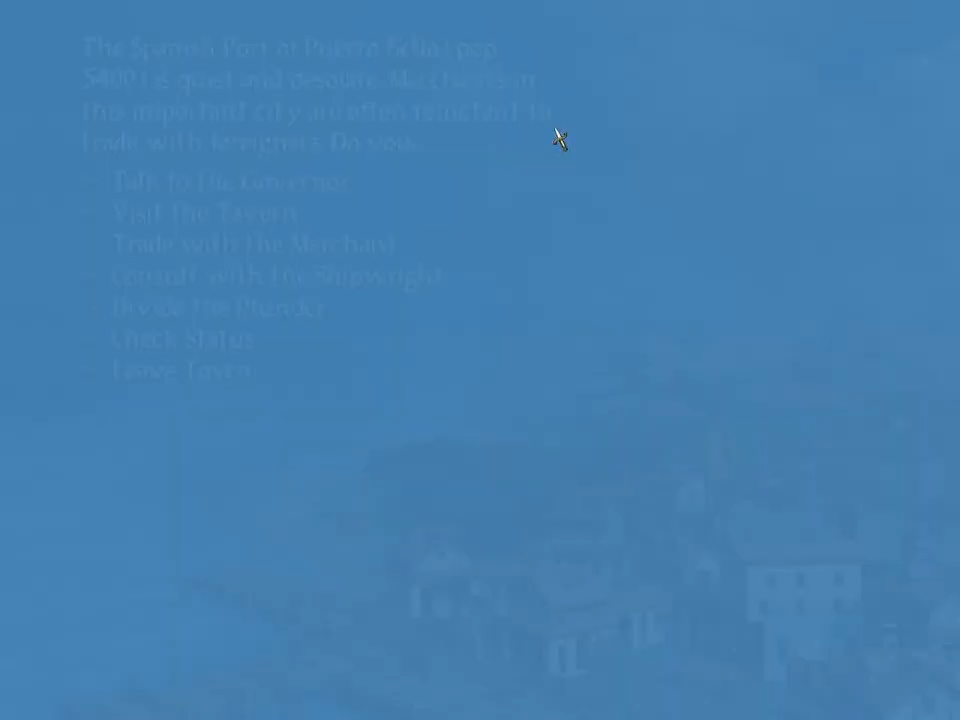 The Spanish Port of Puerto Bello (pop.
5400) is quiet and desolate. Merchants in
this important city are often reluctant to
trade with foreigners. Do you:
- Talk to the Governor
- Visit the Tavern
- Trade with the Merchant
- Consult with the Shipwright
- Divide the Plunder
- Check Status
- Leave Town